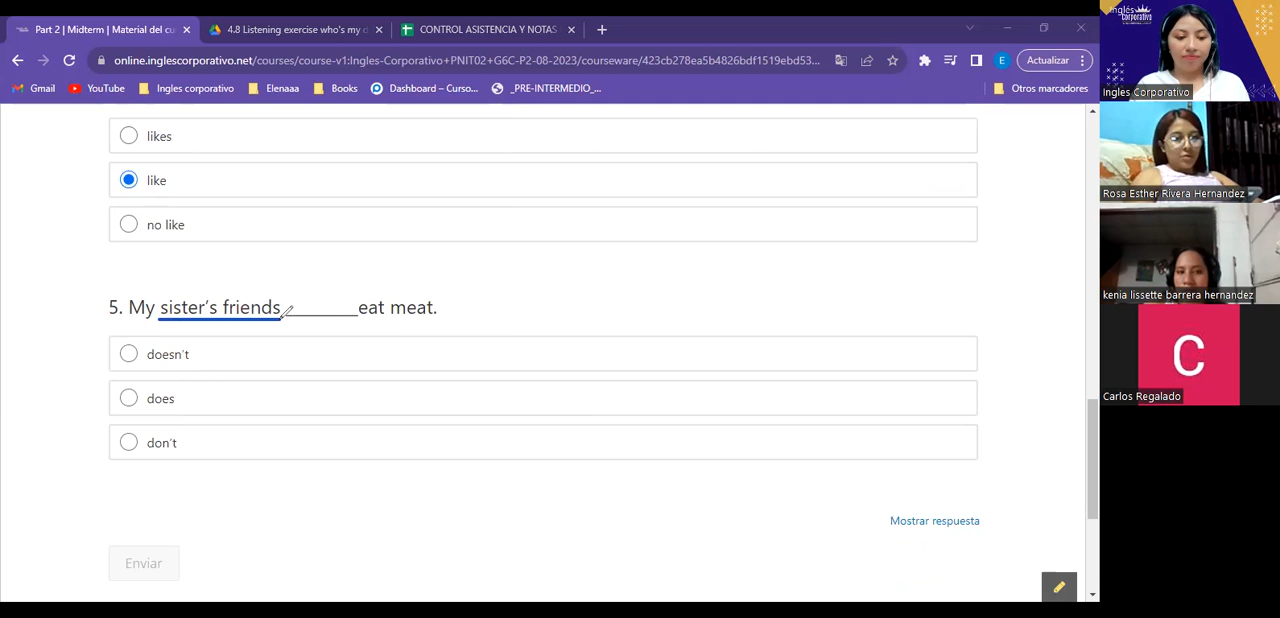 Part 2 | Midterm | Material del cu
4.8 Listening exercise who's my d
CONTROL ASISTENCIA Y NOTAS
online.inglescorporativo.net/courses/course-v1:Ingles-Corporativo+PNIT02+G6C-P2-08-2023/courseware/423cb278ea5b4826bdf1519ebd53...
E
Actualizar
Gmail
YouTube
Ingles corporativo
Elenaaa
Books
Dashboard – Curso...
_PRE-INTERMEDIO_...
Otros marcadores
likes
like
no like
5. My sister's friends ________eat meat.
doesn't
does
don't
Mostrar respuesta
Enviar
Inglés
Corporativo
Ingles Corporativo
Rosa Esther Rivera Hernandez
kenia lissette barrera hernandez
C
Carlos Regalado